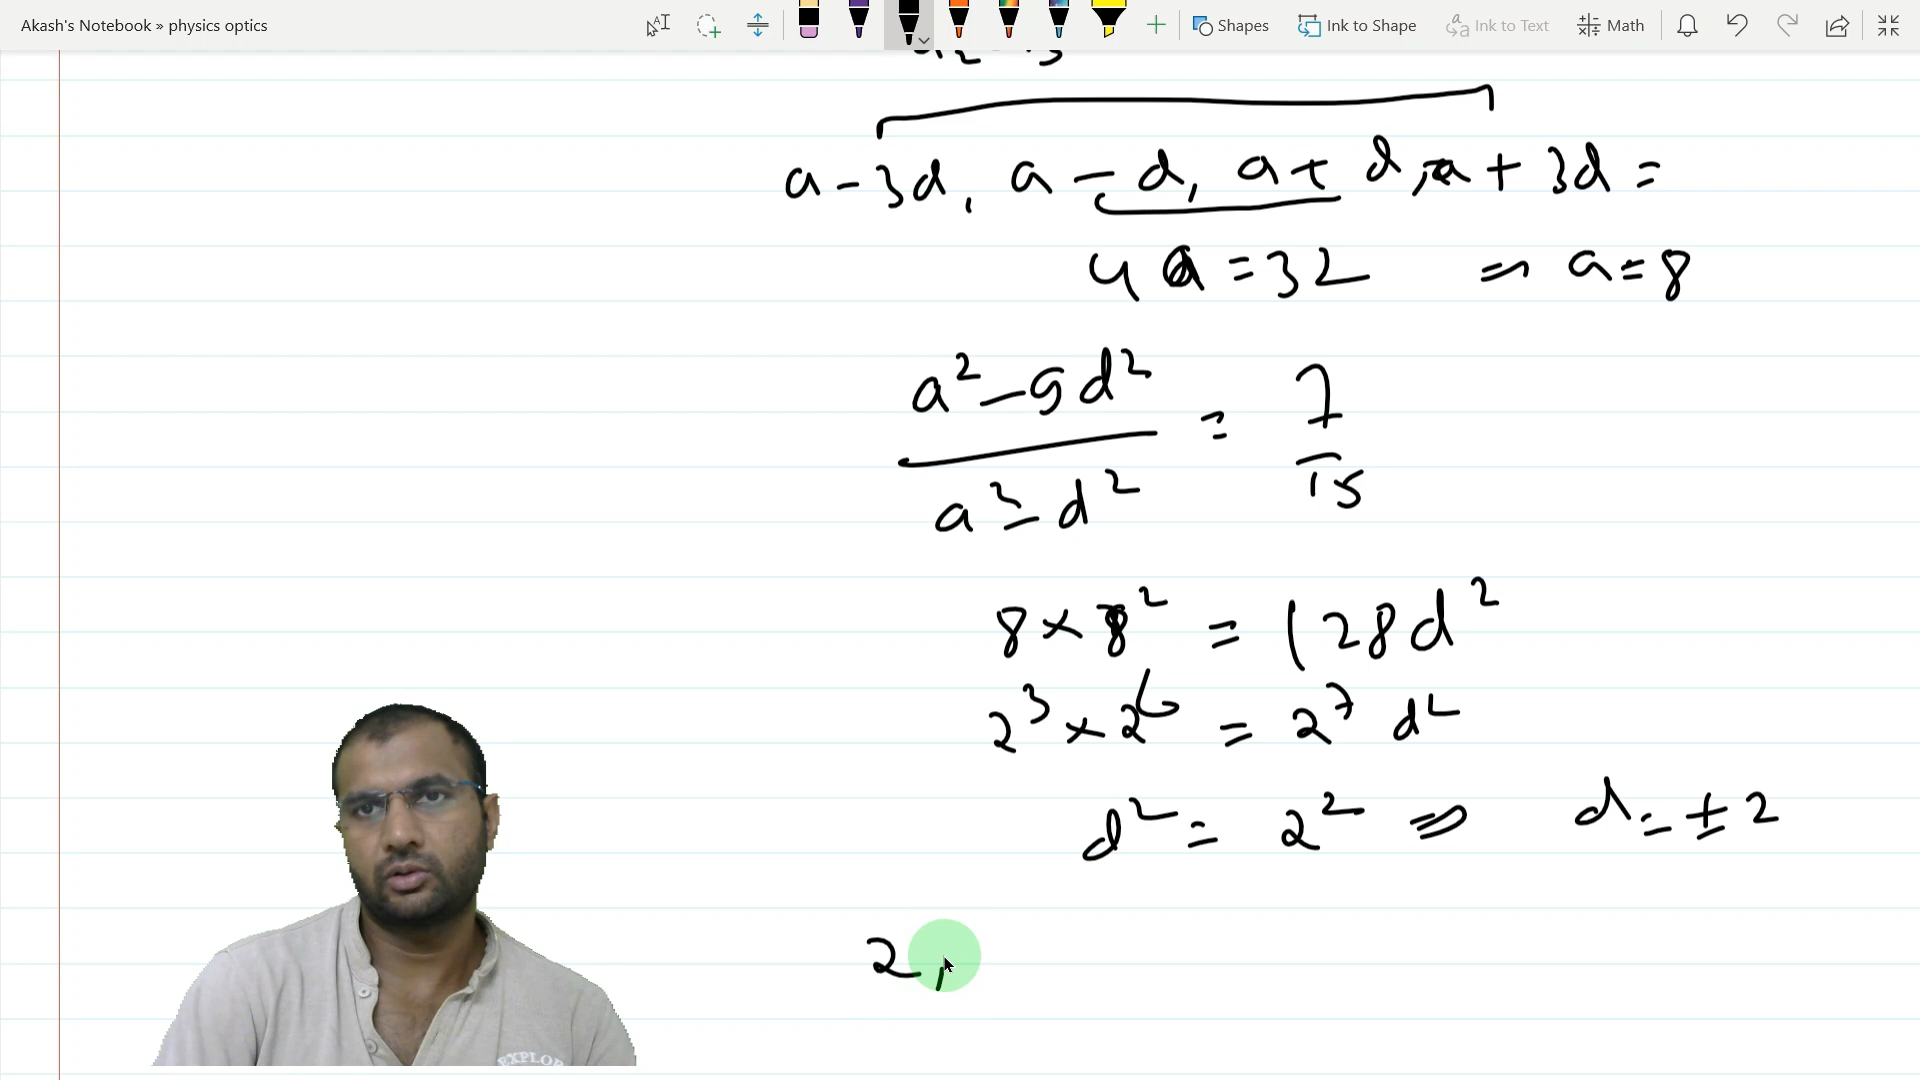 Akash's Notebook » physics optics
Shapes Ink to Shape Ink to Text Math
a - 3d, a - d, a + d, a + 3d =
4a = 32 ⇒ a = 8
a² - 9d² / a² - d² = 7 / 15
8 × 8² = 128d²
2³ × 2⁶ = 2⁷ d²
d² = 2² ⇒ d = ± 2
2,
EXPLOR